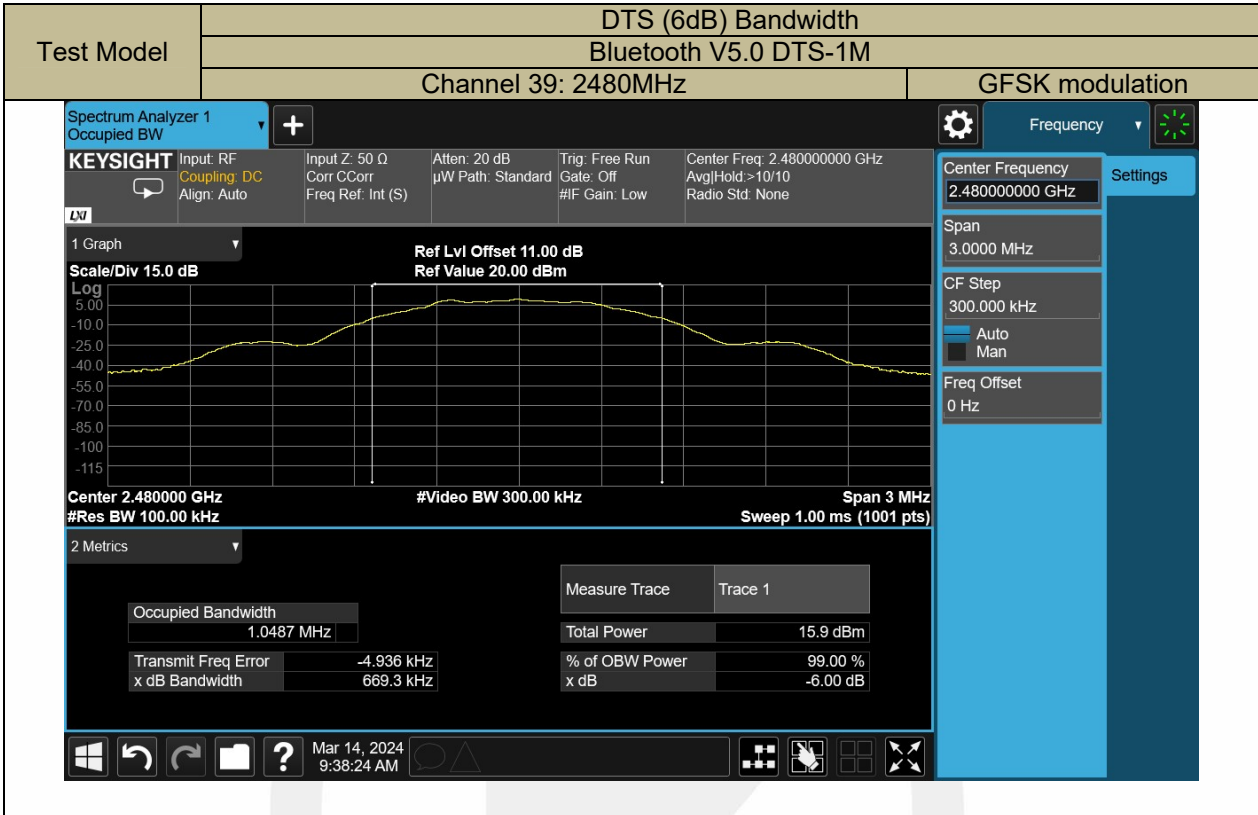 Test Model
DTS (6dB) Bandwidth
Bluetooth V5.0 DTS-1M
Channel 39: 2480MHz
GFSK modulation
Spectrum Analyzer 1
Occupied BW
Frequency
KEYSIGHT
LXI
Input: RF
Coupling: DC
Align: Auto
Input Z: 50 Ω
Corr CCorr
Freq Ref: Int (S)
Atten: 20 dB
µW Path: Standard
Trig: Free Run
Gate: Off
#IF Gain: Low
Center Freq: 2.480000000 GHz
Avg|Hold:>10/10
Radio Std: None
1 Graph
Scale/Div 15.0 dB
Ref Lvl Offset 11.00 dB
Ref Value 20.00 dBm
Log
5.00
-10.0
-25.0
-40.0
-55.0
-70.0
-85.0
-100
-115
Center 2.480000 GHz
#Video BW 300.00 kHz
Span 3 MHz
#Res BW 100.00 kHz
Sweep 1.00 ms (1001 pts)
2 Metrics
Measure Trace
Trace 1
Occupied Bandwidth
1.0487 MHz
Total Power
15.9 dBm
Transmit Freq Error
-4.936 kHz
% of OBW Power
99.00 %
x dB Bandwidth
669.3 kHz
x dB
-6.00 dB
Center Frequency
2.480000000 GHz
Settings
Span
3.0000 MHz
CF Step
300.000 kHz
Auto
Man
Freq Offset
0 Hz
?
Mar 14, 2024
9:38:24 AM